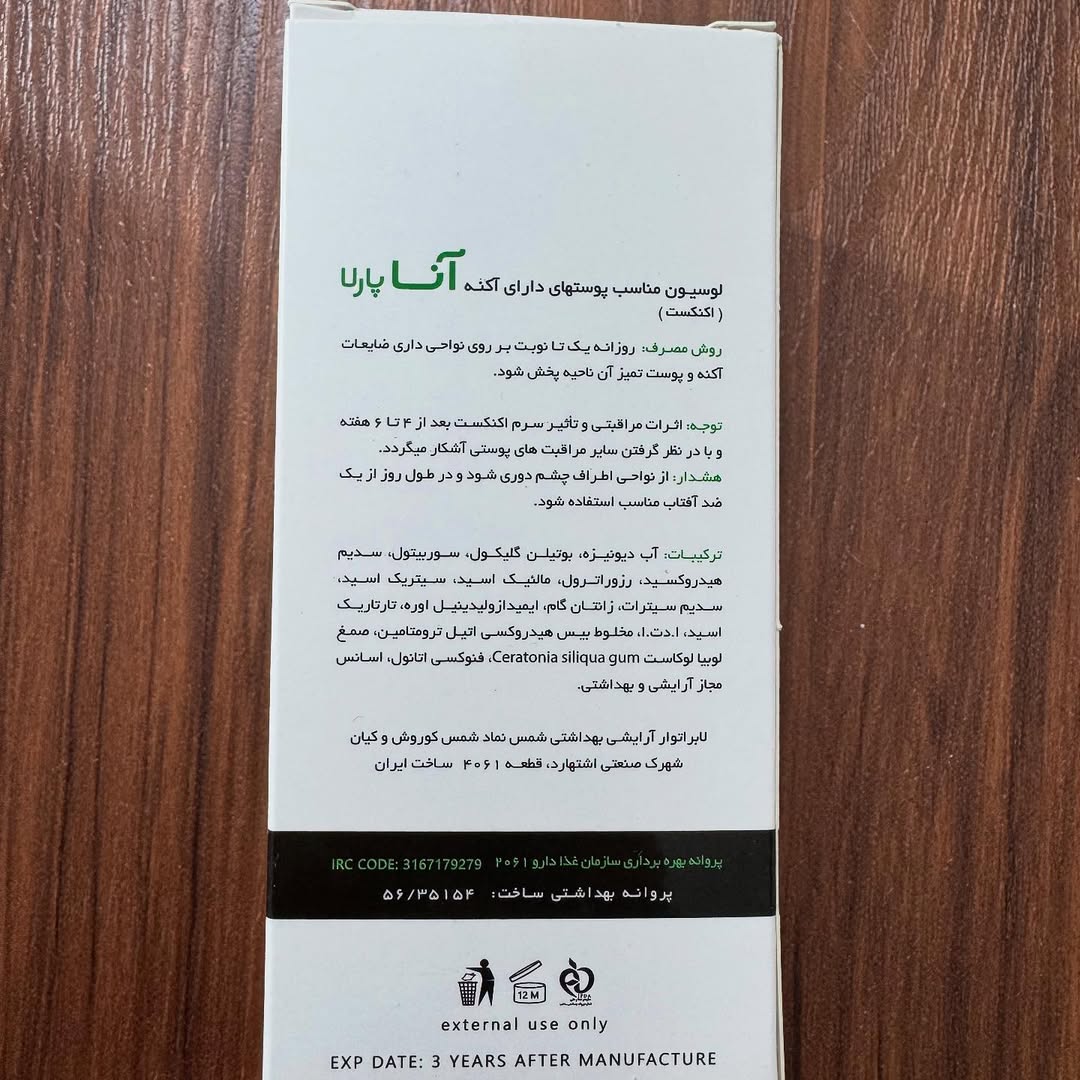 لوسیون مناسب پوستهای دارای آکنه آنا پارلا
( اکنکست )
روش مصرف: روزانه یک تا نوبت بر روی نواحی داری ضایعات
آکنه و پوست تمیز آن ناحیه پخش شود.
توجه: اثرات مراقبتی و تأثیر سرم اکنکست بعد از ۴ تا ۶ هفته
و با در نظر گرفتن سایر مراقبت های پوستی آشکار میگردد.
هشدار: از نواحی اطراف چشم دوری شود و در طول روز از یک
ضد آفتاب مناسب استفاده شود.
ترکیبات: آب دیونیزه، بوتیلن گلیکول، سوربیتول، سدیم
هیدروکسید، رزوراترول، مالئیک اسید، سیتریک اسید،
سدیم سیترات، زانتان گام، ایمیدازولیدینیل اوره، تارتاریک
اسید، ا.دت.ا، مخلوط بیس هیدروکسی اتیل ترومتامین، صمغ
لوبیا لوکاست Ceratonia siliqua gum، فنوکسی اتانول، اسانس
مجاز آرایشی و بهداشتی.
لابراتوار آرایشی بهداشتی شمس نماد شمس کوروش و کیان
شهرک صنعتی اشتهارد، قطعه ۴۰۶۱ ساخت ایران
پروانه بهره برداری سازمان غذا دارو ۲۰۶۱ IRC CODE: 3167179279
پروانه بهداشتی ساخت: ۵۶/۳۵۱۵۴
12 M
IFDA
external use only
EXP DATE: 3 YEARS AFTER MANUFACTURE